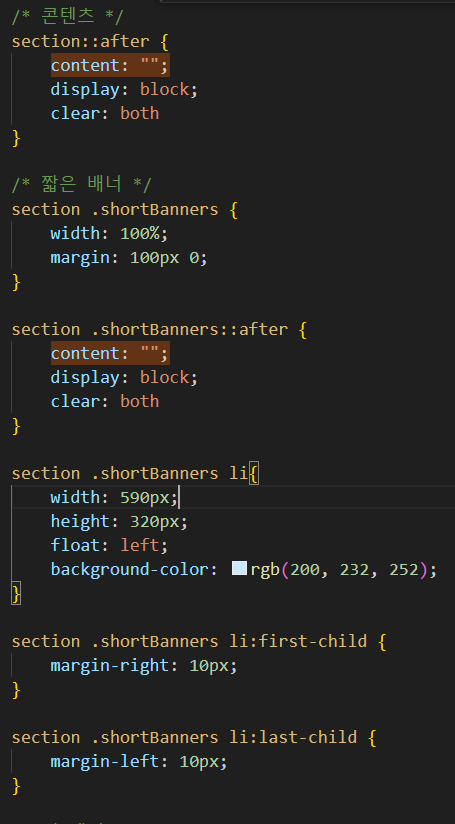 /* 콘텐츠 */
section::after {
content: "";
display: block;
clear: both
}
/* 짧은 배너 */
section .shortBanners {
width: 100%;
margin: 100px 0;
}
section .shortBanners::after {
content: "";
display: block;
clear: both
}
section .shortBanners li{
width: 590px;
height: 320px;
float: left;
background-color: rgb(200, 232, 252);
}
section .shortBanners li:first-child {
margin-right: 10px;
}
section .shortBanners li:last-child {
margin-left: 10px;
}